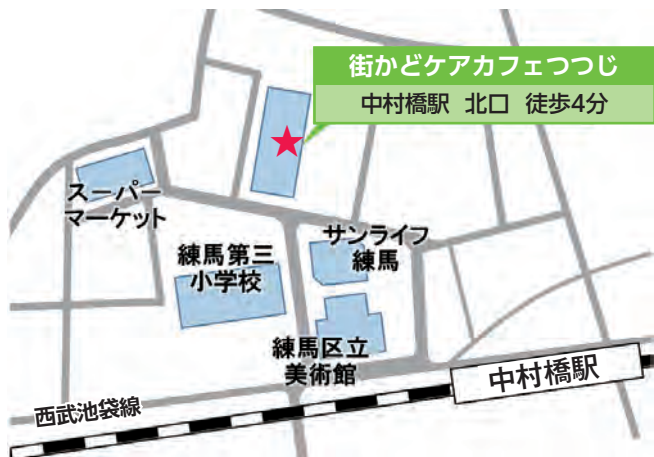 街かどケアカフェつつじ
中村橋駅 北口 徒歩4分
スーパー
マーケット
サンライフ
練馬
練馬第三
小学校
練馬区立
美術館
中村橋駅
西武池袋線